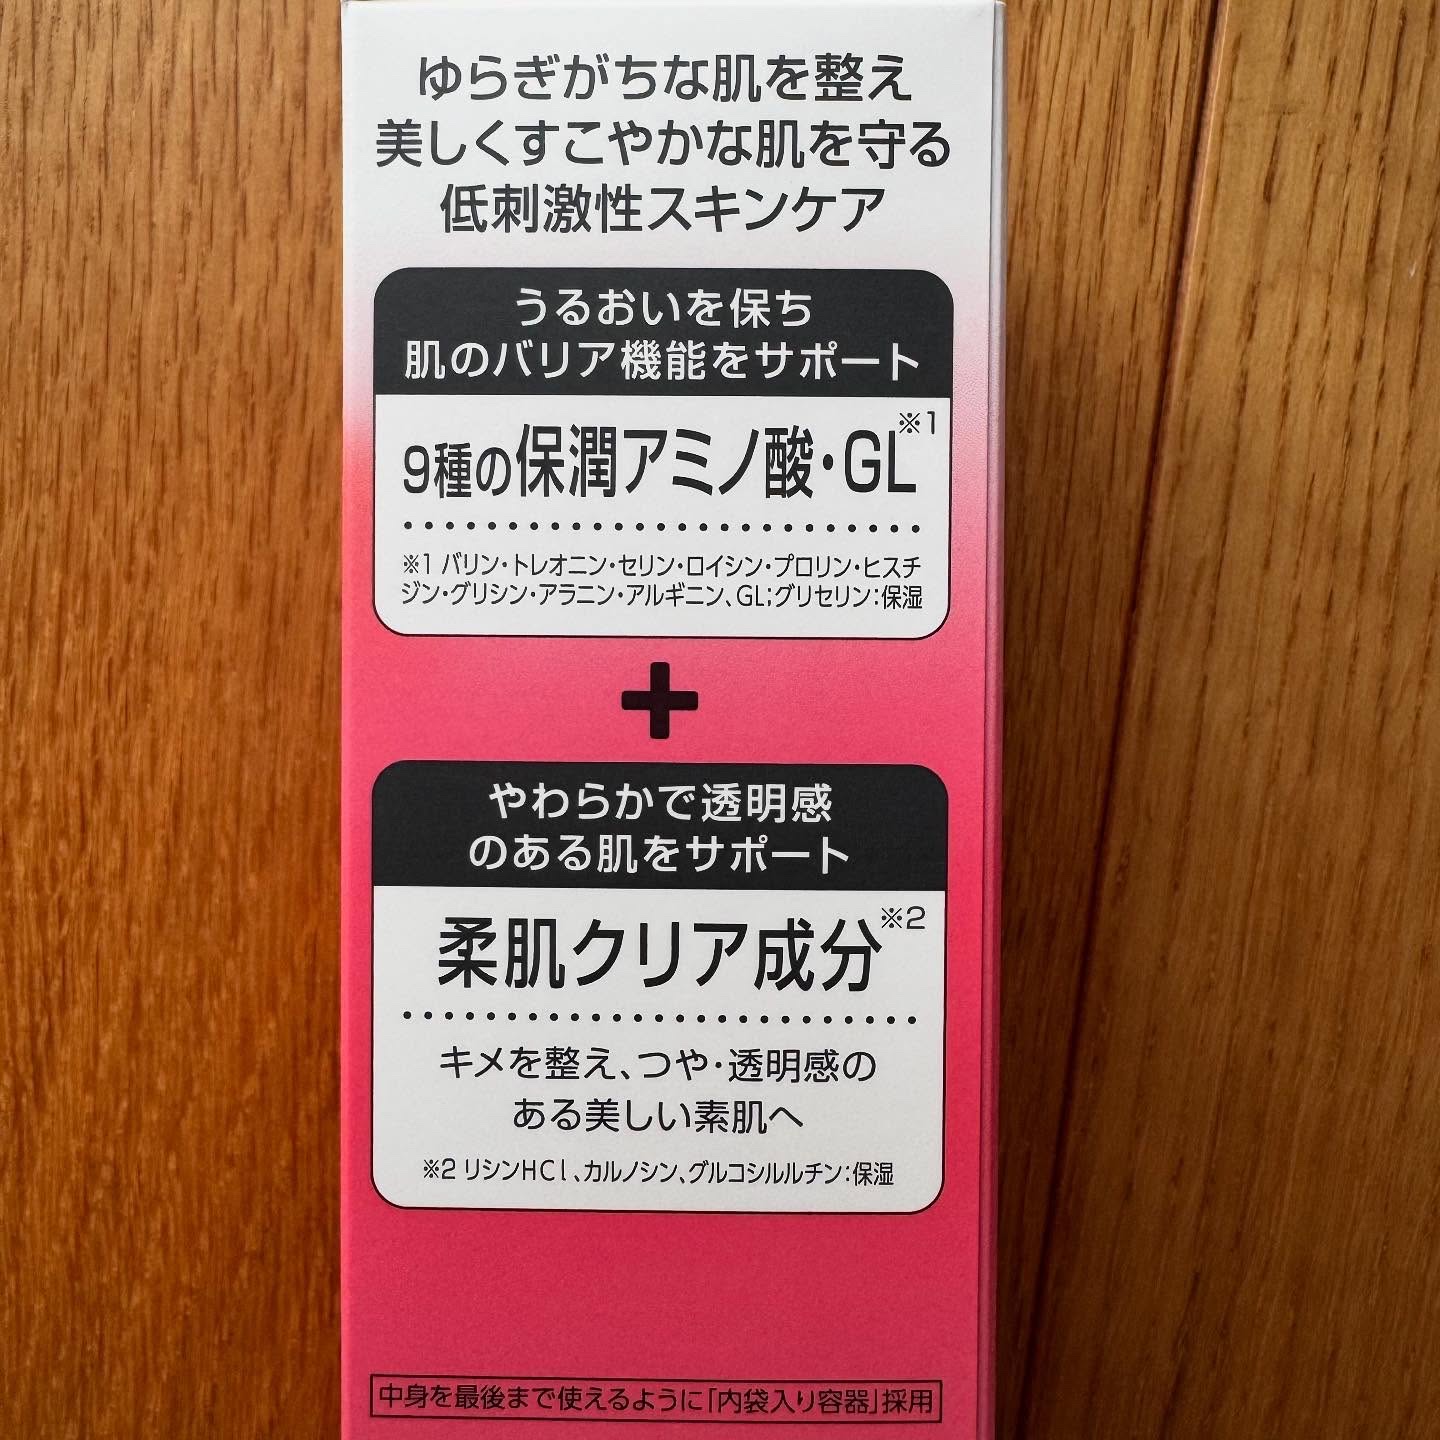 ゆらぎがちな肌を整え
美しくすこやかな肌を守る
低刺激性スキンケア
うるおいを保ち
肌のバリア機能をサポート
9種の保潤アミノ酸・GL※1
※1 バリン・トレオニン・セリン・ロイシン・プロリン・ヒスチ
ジン・グリシン・アラニン・アルギニン、GL;グリセリン:保湿
+
やわらかで透明感
のある肌をサポート
柔肌クリア成分※2
キメを整え、つや・透明感の
ある美しい素肌へ
※2 リシンHCl、カルノシン、グルコシルルチン:保湿
中身を最後まで使えるように「内袋入り容器」採用